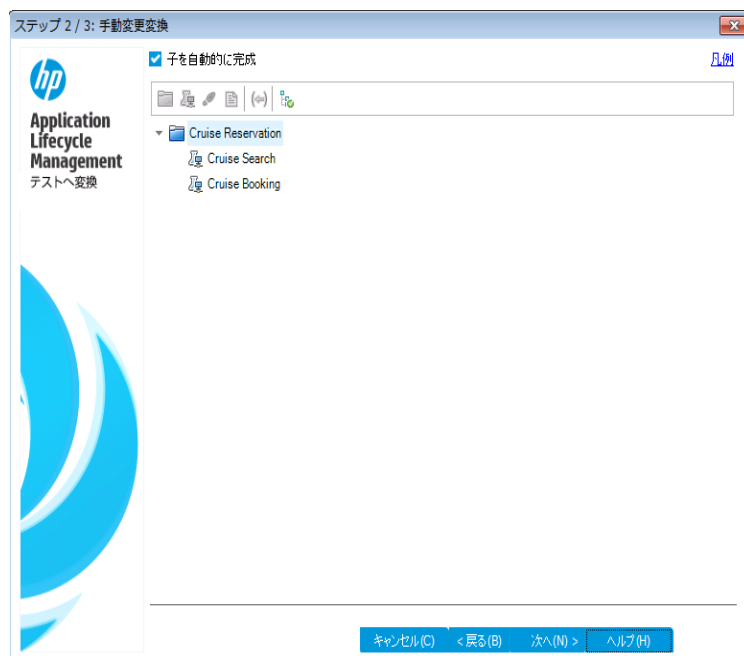 ステップ 2 / 3: 手動変更変換
hp
Application
Lifecycle
Management
テストへ変換
子を自動的に完成
凡例
Cruise Reservation
Cruise Search
Cruise Booking
キャンセル(C)
< 戻る(B)
次へ(N) >
ヘルプ(H)